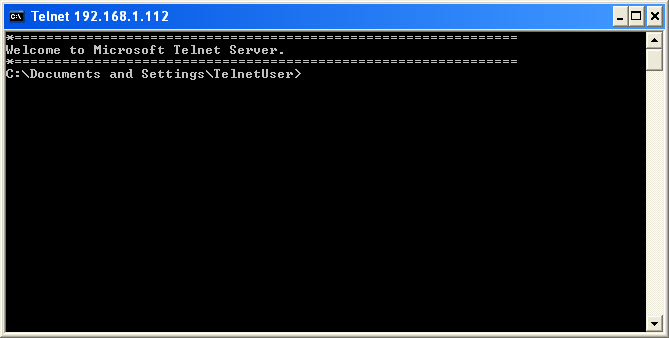 Telnet 192.168.1.112
*===============================================================
Welcome to Microsoft Telnet Server.
*===============================================================
C:\Documents and Settings\TelnetUser>